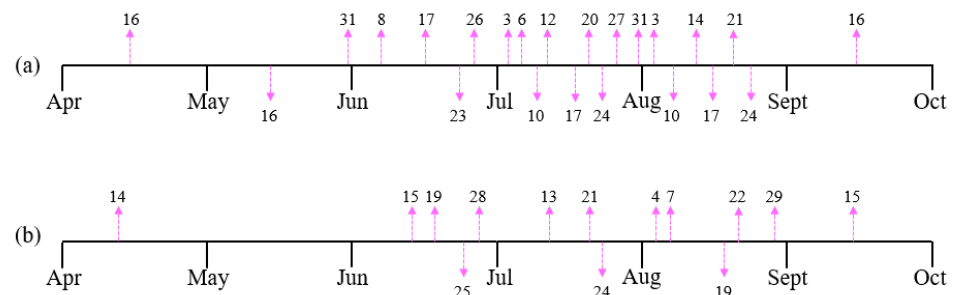 16 31 8 17 26 3 6 12 20 27 31 3 14 21 16
(a)
Apr May Jun Jul Aug Sept Oct
16 23 10 17 24 10 17 24
14 15 19 28 13 21 4 7 22 29 15
(b)
Apr May Jun Jul Aug Sept Oct
25 24 19